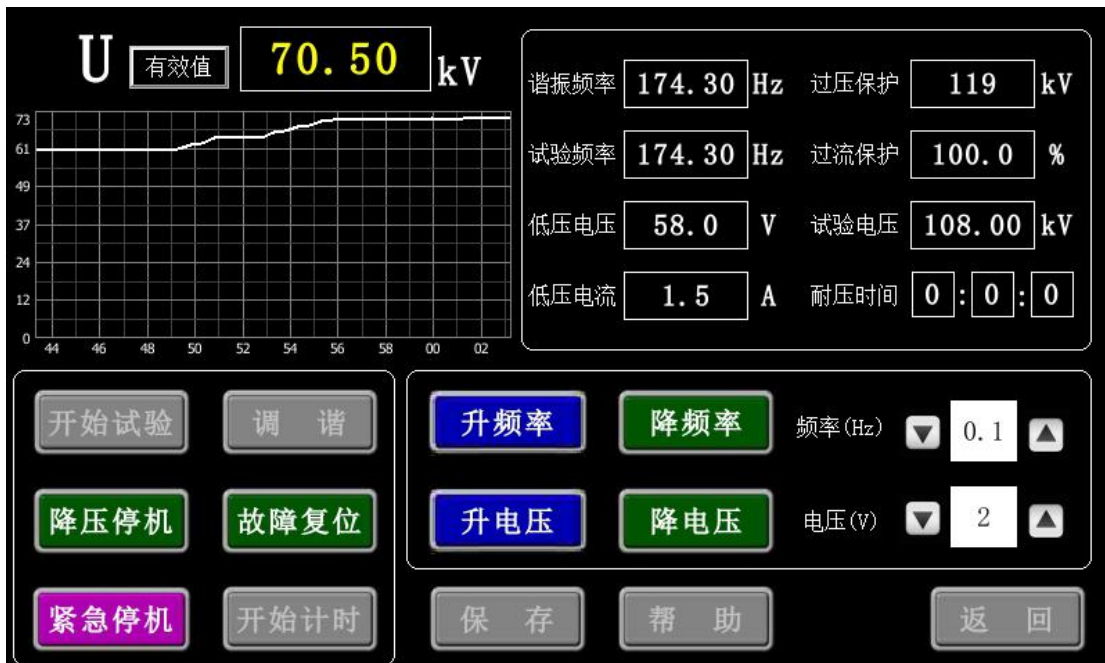 U 有效值 70.50 kV
谐振频率 174.30 Hz 过压保护 119 kV
试验频率 174.30 Hz 过流保护 100.0 %
低压电压 58.0 V 试验电压 108.00 kV
低压电流 1.5 A 耐压时间 0 : 0 : 0
73
61
49
37
24
12
0
44 46 48 50 52 54 56 58 00 02
开始试验 调谐
降压停机 故障复位
紧急停机 开始计时
升频率 降频率 频率(Hz) 0.1
升电压 降电压 电压(V) 2
保存 帮助 返回